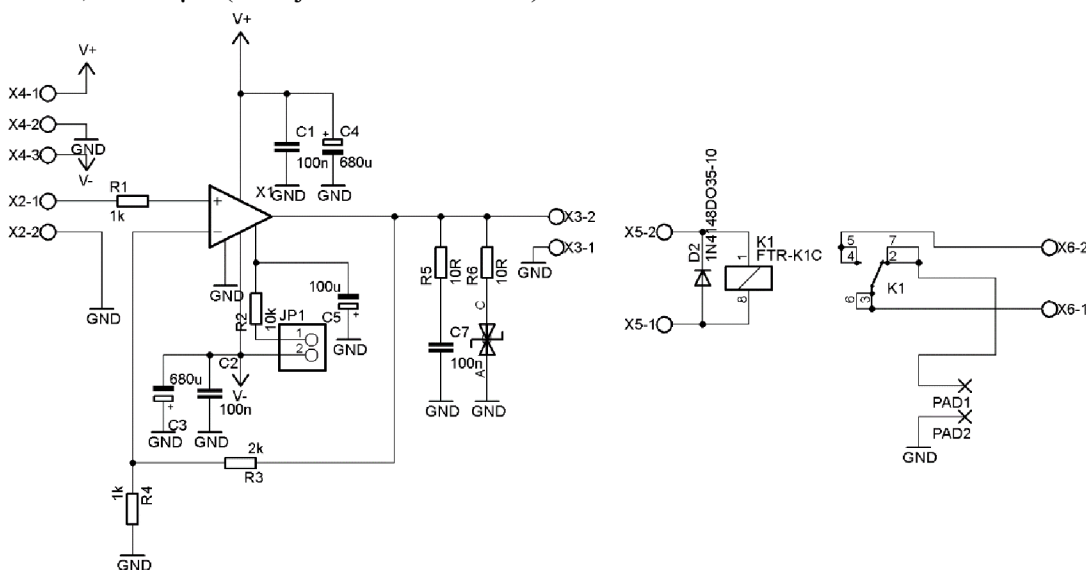 V+
V+
X4-1
X4-2
GND
X4-3
V-
C1
100n
+
C4
680u
GND
GND
X1
R1
X2-1
1k
+
X2-2
−
X3-2
X3-1
GND
GND
GND
R5
10R
R6
10R
C
A
C7
100n
GND
GND
100u
C5
+
GND
R2
10k
JP1
1
2
C2
V-
680u
+
C3
GND
100n
GND
2k
R3
1k
R4
GND
X5-2
X5-1
D2
1N4148DO35-10
K1
FTR-K1C
1
8
5
4
7
2
6
3
K1
X6-2
X6-1
PAD1
PAD2
GND